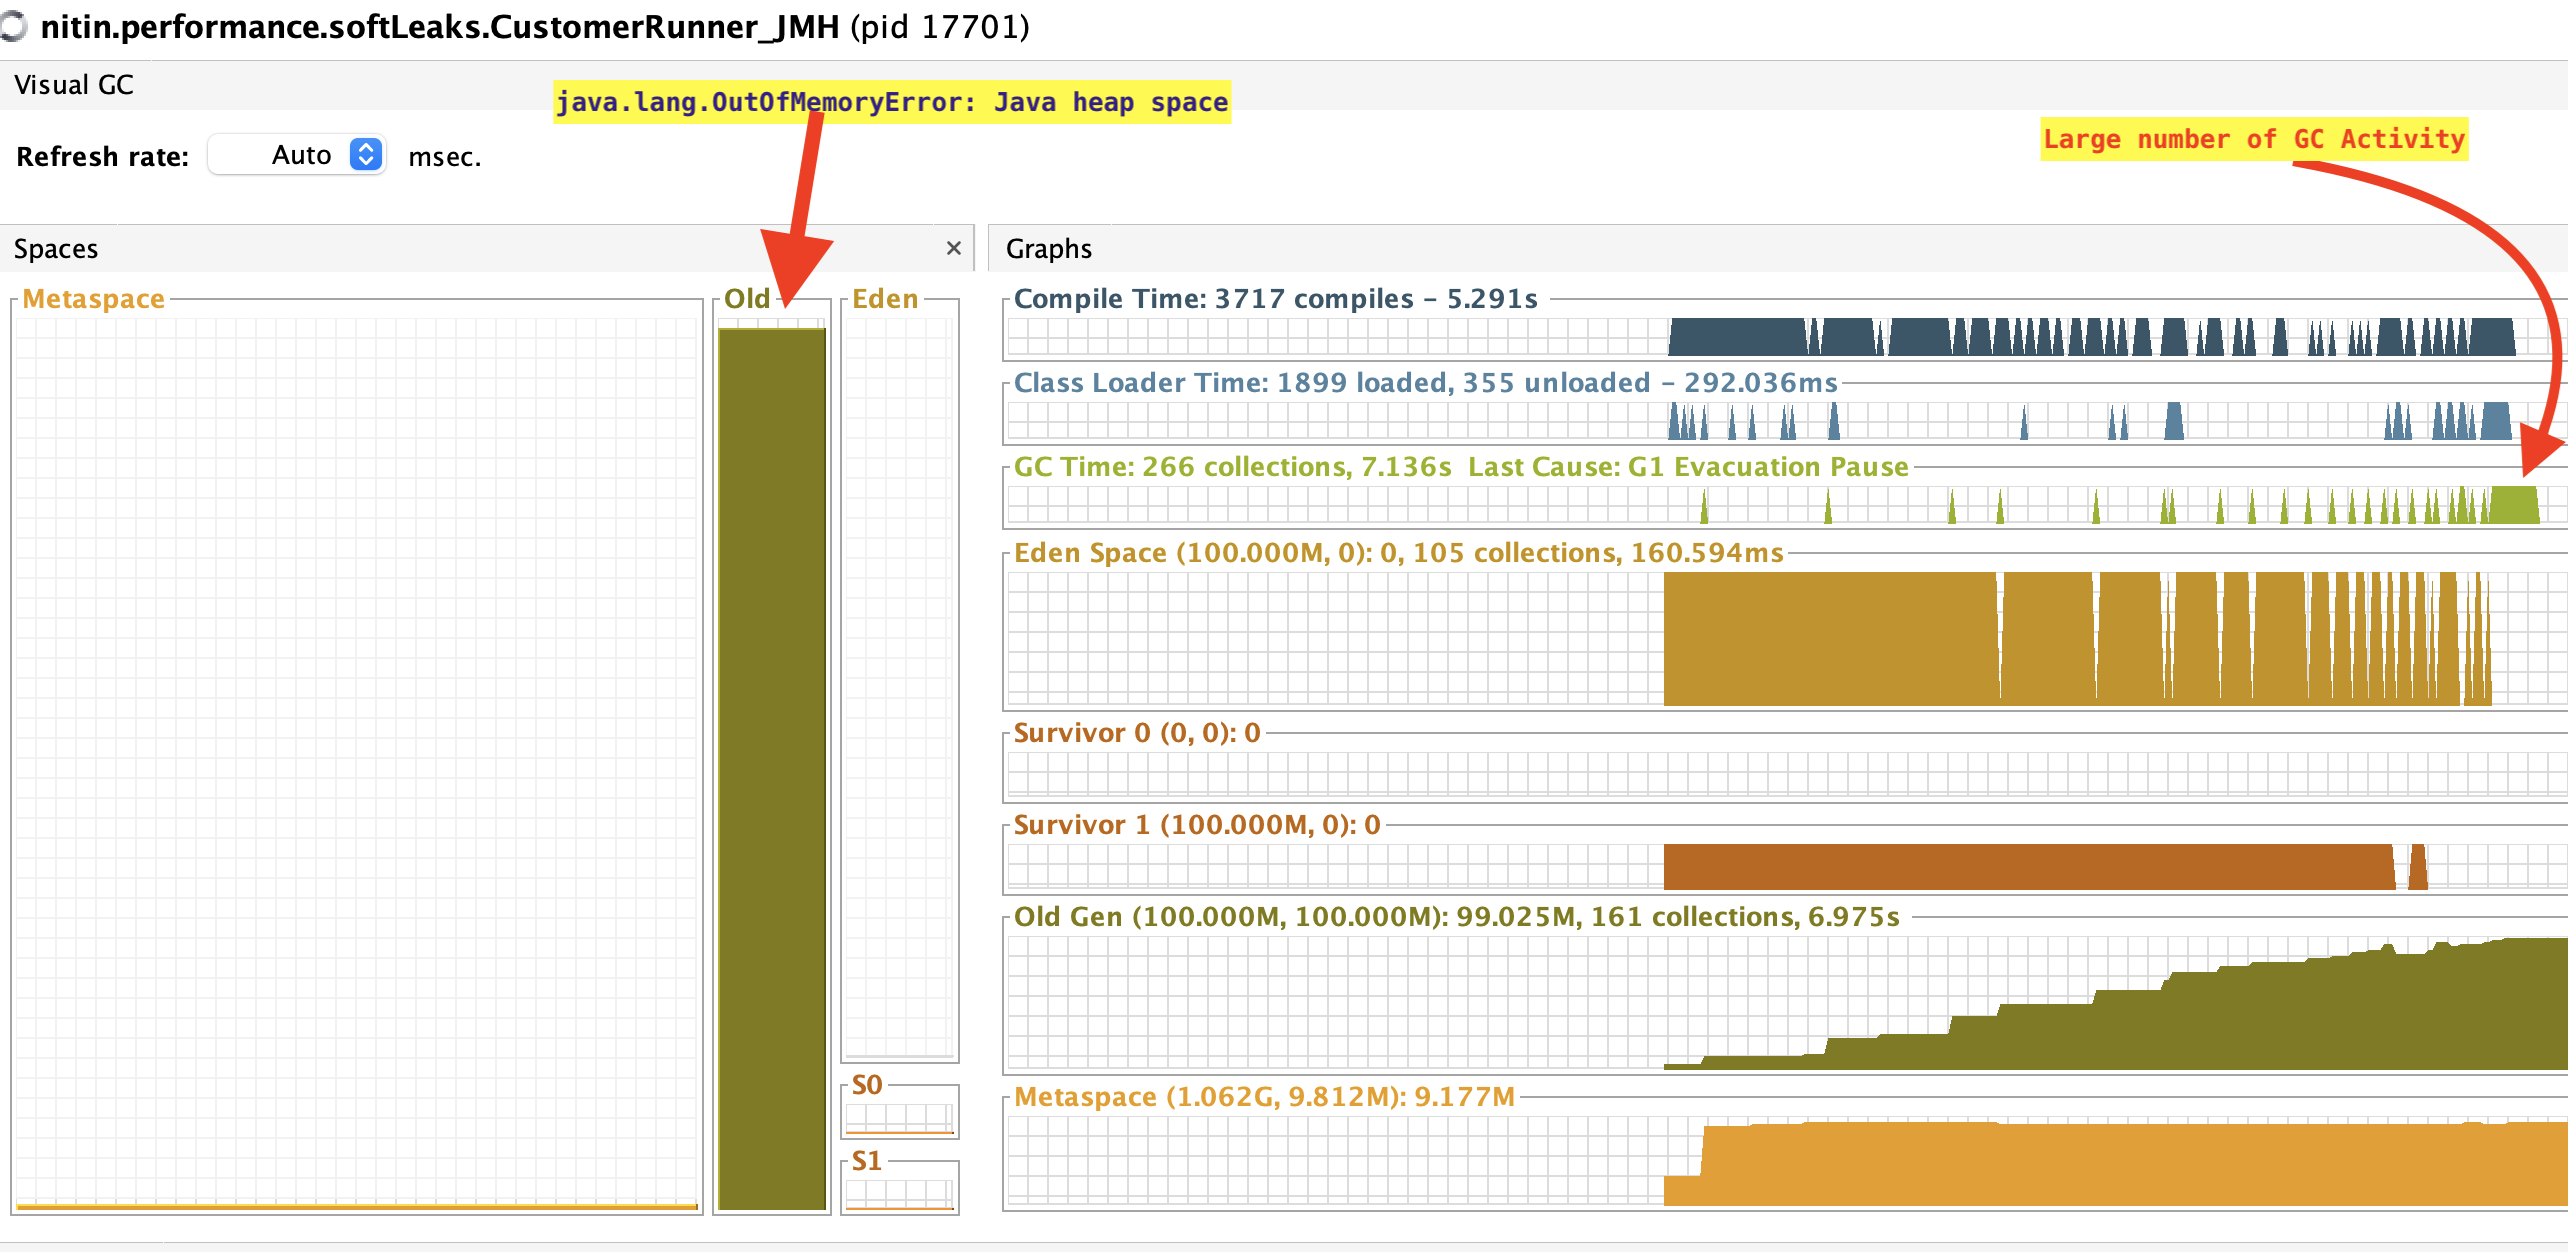 nitin.performance.softLeaks.CustomerRunner_JMH (pid 17701)
Visual GC
java.lang.OutOfMemoryError: Java heap space
Large number of GC Activity
Refresh rate: Auto msec.
Spaces
Graphs
Metaspace
Old
Eden
S0
S1
Compile Time: 3717 compiles - 5.291s
Class Loader Time: 1899 loaded, 355 unloaded - 292.036ms
GC Time: 266 collections, 7.136s Last Cause: G1 Evacuation Pause
Eden Space (100.000M, 0): 0, 105 collections, 160.594ms
Survivor 0 (0, 0): 0
Survivor 1 (100.000M, 0): 0
Old Gen (100.000M, 100.000M): 99.025M, 161 collections, 6.975s
Metaspace (1.062G, 9.812M): 9.177M